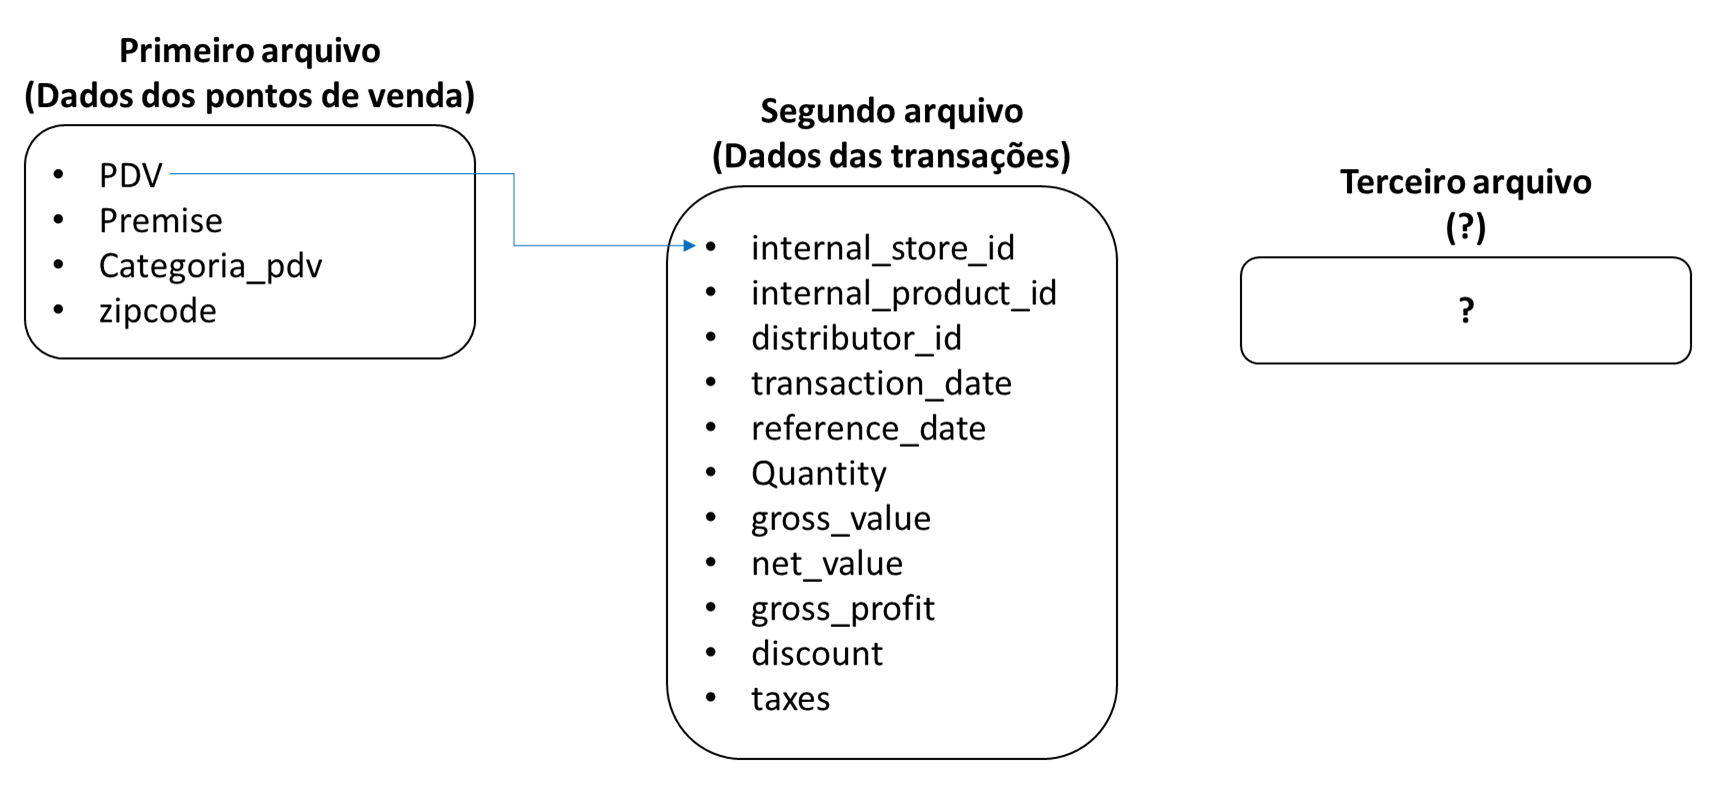 Primeiro arquivo
(Dados dos pontos de venda)
• PDV
• Premise
• Categoria_pdv
• zipcode
Segundo arquivo
(Dados das transações)
• internal_store_id
• internal_product_id
• distributor_id
• transaction_date
• reference_date
• Quantity
• gross_value
• net_value
• gross_profit
• discount
• taxes
Terceiro arquivo
(?)
?